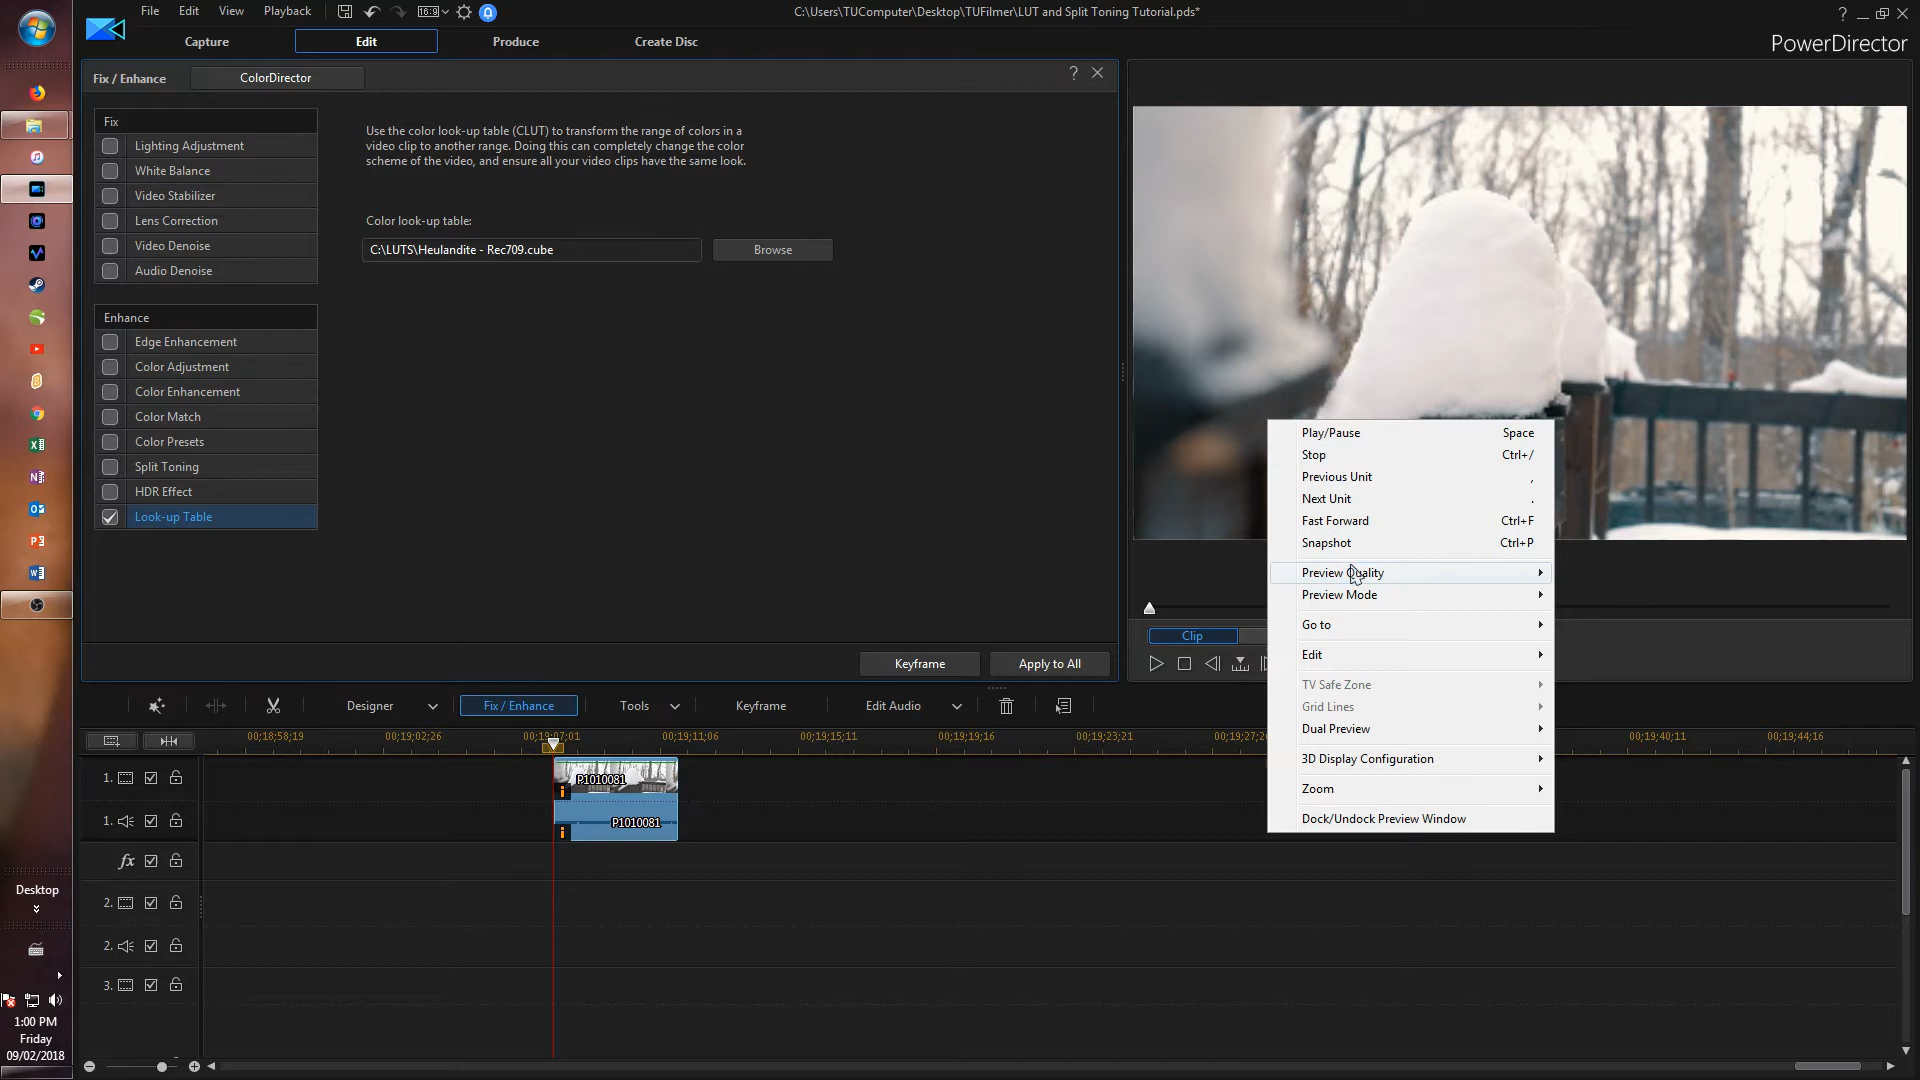 File Edit View Playback 16:9 C:\Users\TUComputer\Desktop\TUFilmer\LUT and Split Toning Tutorial.pds* ?
Capture Edit Produce Create Disc PowerDirector
Fix / Enhance ColorDirector ?
Fix
Lighting Adjustment
White Balance
Video Stabilizer
Lens Correction
Video Denoise
Audio Denoise
Enhance
Edge Enhancement
Color Adjustment
Color Enhancement
Color Match
Color Presets
Split Toning
HDR Effect
Look-up Table
Use the color look-up table (CLUT) to transform the range of colors in a
video clip to another range. Doing this can completely change the color
scheme of the video, and ensure all your video clips have the same look.
Color look-up table:
C:\LUTS\Heulandite - Rec709.cube Browse
Keyframe Apply to All
Clip
Play/Pause Space
Stop Ctrl+/
Previous Unit ,
Next Unit .
Fast Forward Ctrl+F
Snapshot Ctrl+P
Preview Quality
Preview Mode
Go to
Edit
TV Safe Zone
Grid Lines
Dual Preview
3D Display Configuration
Zoom
Dock/Undock Preview Window
Designer Fix / Enhance Tools Keyframe Edit Audio
00;18;58;19 00;19;02;26 00;19;07;01 00;19;11;06 00;19;15;11 00;19;19;16 00;19;23;21 00;19;40;11 00;19;44;16
1. P1010081
1. P1010081
fx
2.
2.
3.
Desktop
1:00 PM
Friday
09/02/2018